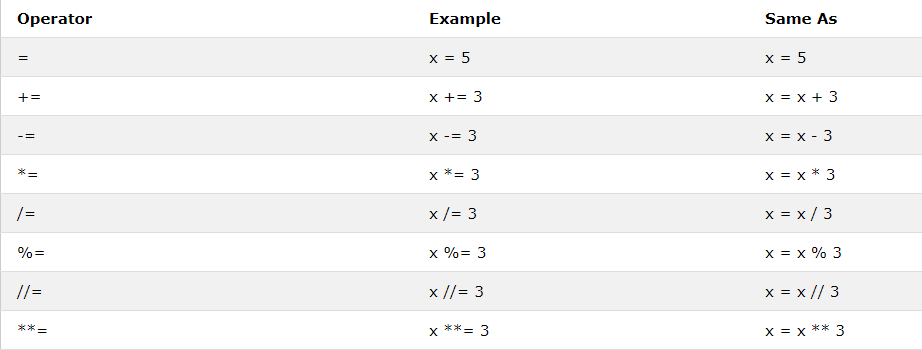 Operator Example Same As
= x = 5 x = 5
+= x += 3 x = x + 3
-= x -= 3 x = x - 3
*= x *= 3 x = x * 3
/= x /= 3 x = x / 3
%= x %= 3 x = x % 3
//= x //= 3 x = x // 3
**= x **= 3 x = x ** 3